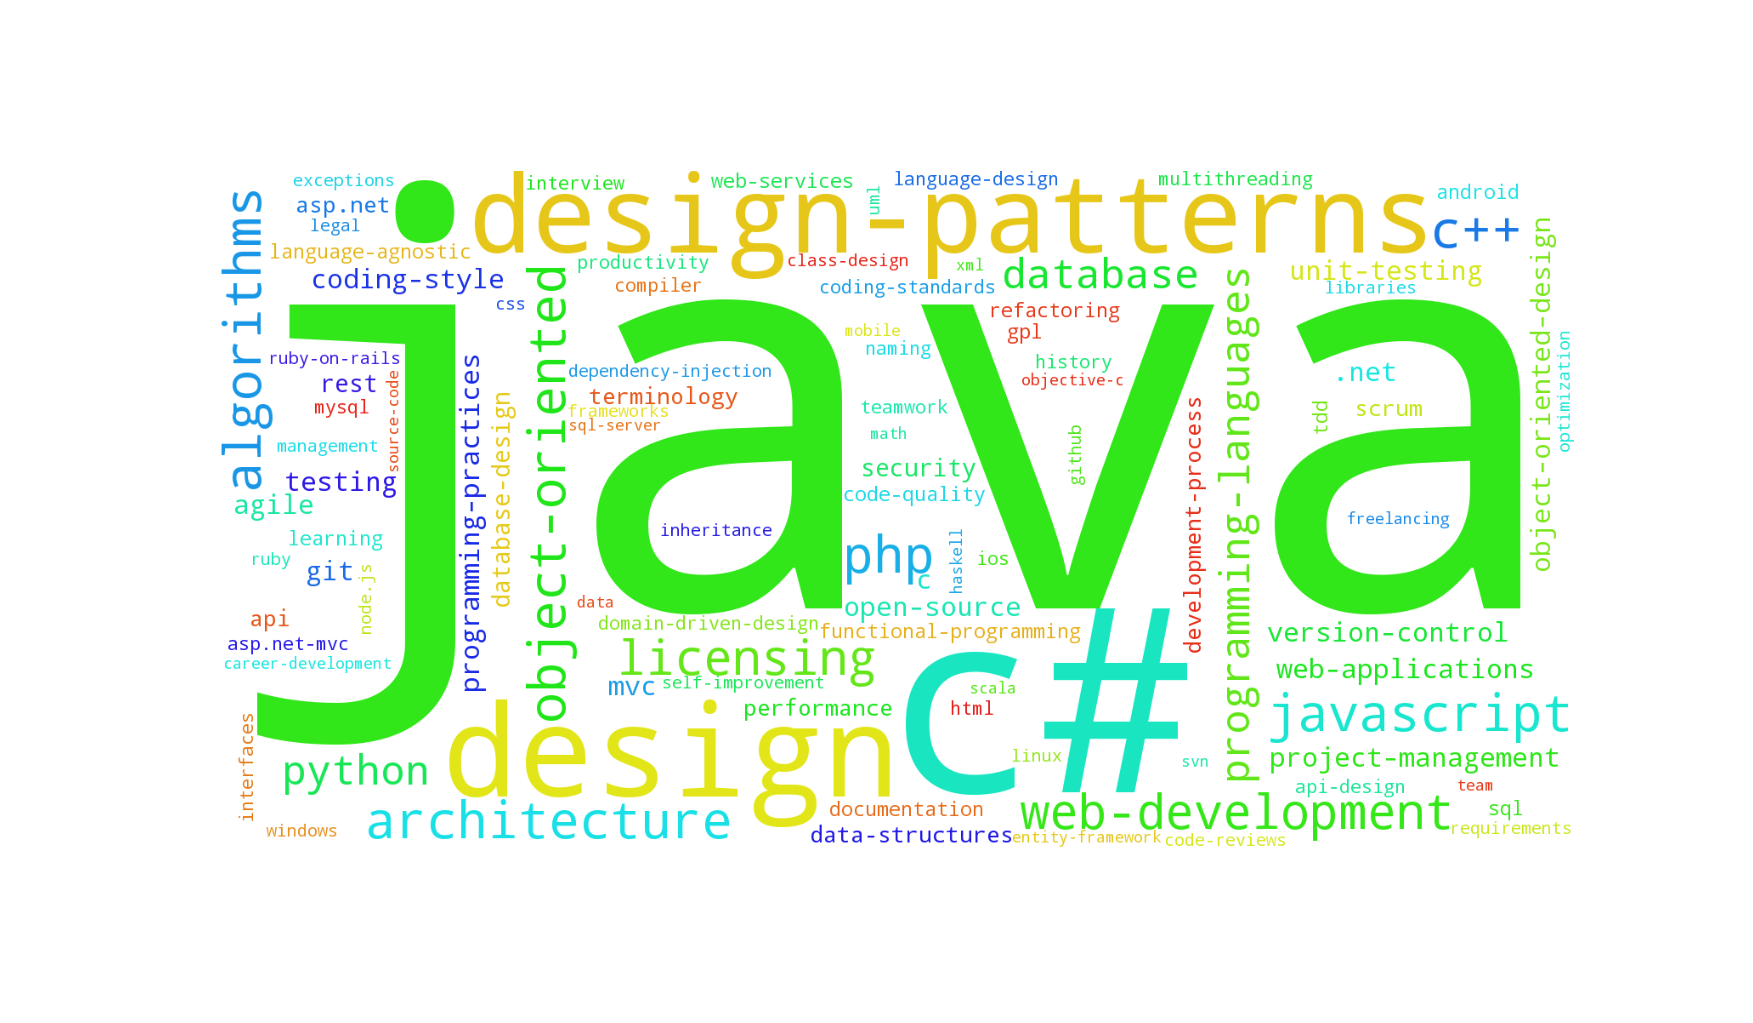 exceptions
interview
web-services
language-design
multithreading
android
asp.net
uml
legal
design-patterns
c++
language-agnostic
productivity
class-design
xml
database
unit-testing
coding-style
compiler
coding-standards
libraries
css
refactoring
gpl
algorithms
object-oriented
programming-languages
object-oriented-design
java
mobile
naming
history
objective-c
.net
optimization
ruby-on-rails
rest
mysql
source-code
programming-practices
database-design
dependency-injection
terminology
frameworks
sql-server
teamwork
math
github
development-process
tdd
scrum
management
testing
agile
security
code-quality
inheritance
freelancing
learning
ruby
git
node.js
php
c
haskell
ios
api
data
open-source
asp.net-mvc
career-development
domain-driven-design
functional-programming
version-control
licensing
c#
web-applications
mvc
self-improvement
scala
html
performance
javascript
interfaces
python
design
linux
svn
project-management
api-design
team
windows
architecture
documentation
web-development
sql
data-structures
entity-framework
code-reviews
requirements